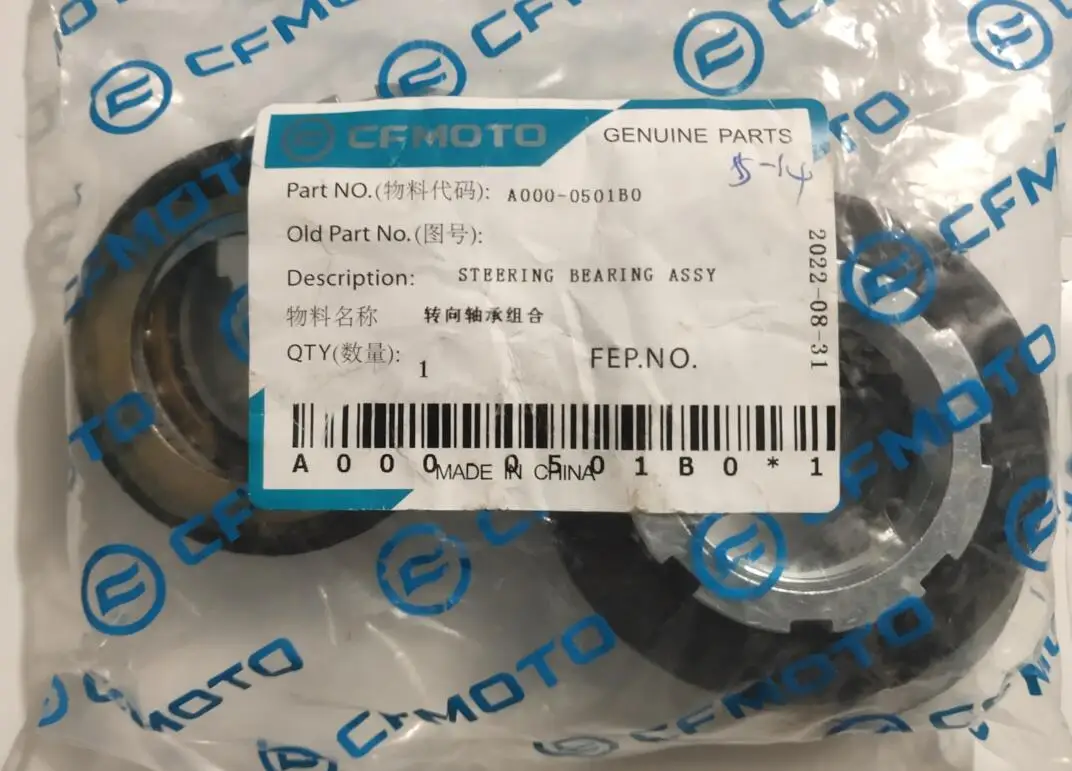 CFMOTO
GENUINE PARTS
5-14
Part NO.(物料代码): A000-0501B0
Old Part No.(图号):
Description: STEERING BEARING ASSY
物料名称 转向轴承组合
QTY(数量): 1 FEP.NO.
2022-08-31
A000-0501B0*1
MADE IN CHINA
CFMOTO
CFMOTO
CFMOTO
CFMOTO